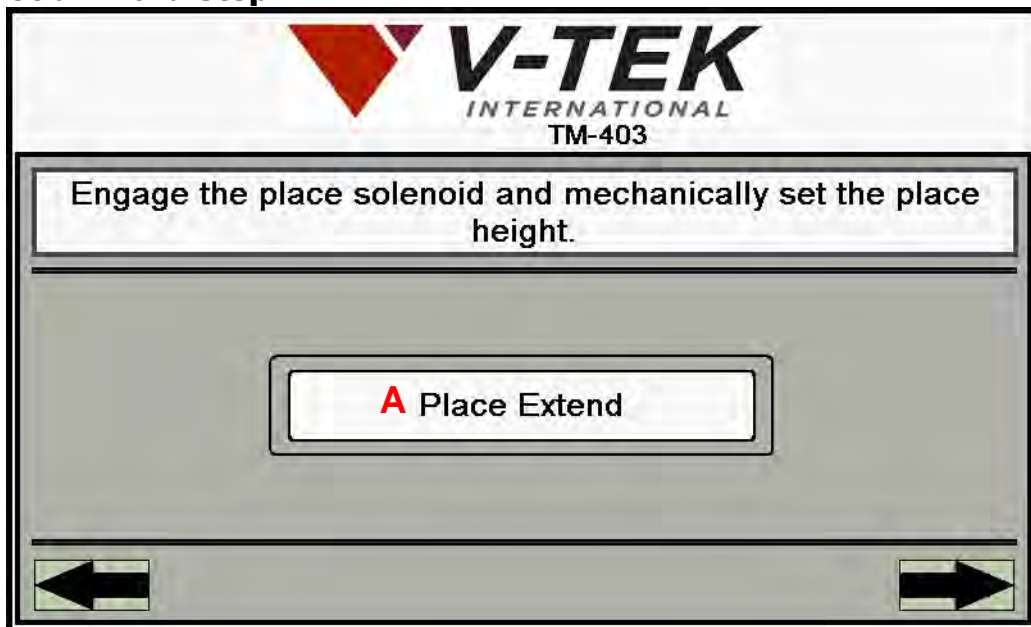 V-TEK
INTERNATIONAL
TM-403
Engage the place solenoid and mechanically set the place
height.
A Place Extend